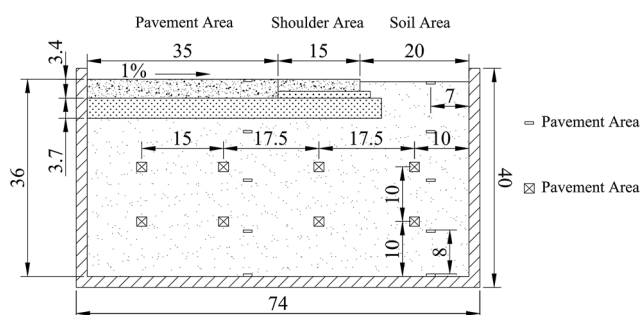 Pavement Area Shoulder Area Soil Area
3.4 35 15 20
1%
7
Pavement Area
3.7 15 17.5 17.5 10
36 10 40 Pavement Area
10 8
74